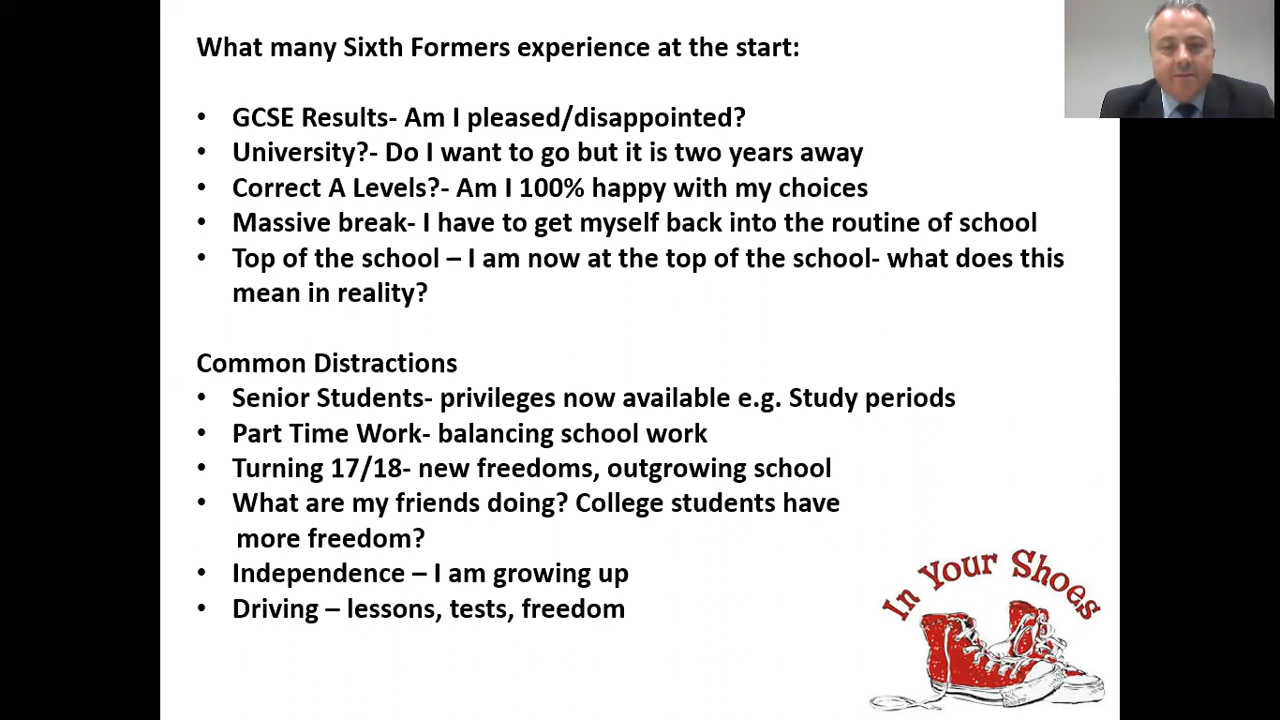 What many Sixth Formers experience at the start:
• GCSE Results- Am I pleased/disappointed?
• University?- Do I want to go but it is two years away
• Correct A Levels?- Am I 100% happy with my choices
• Massive break- I have to get myself back into the routine of school
• Top of the school – I am now at the top of the school- what does this
mean in reality?
Common Distractions
• Senior Students- privileges now available e.g. Study periods
• Part Time Work- balancing school work
• Turning 17/18- new freedoms, outgrowing school
• What are my friends doing? College students have
more freedom?
• Independence – I am growing up
• Driving – lessons, tests, freedom
In Your Shoes